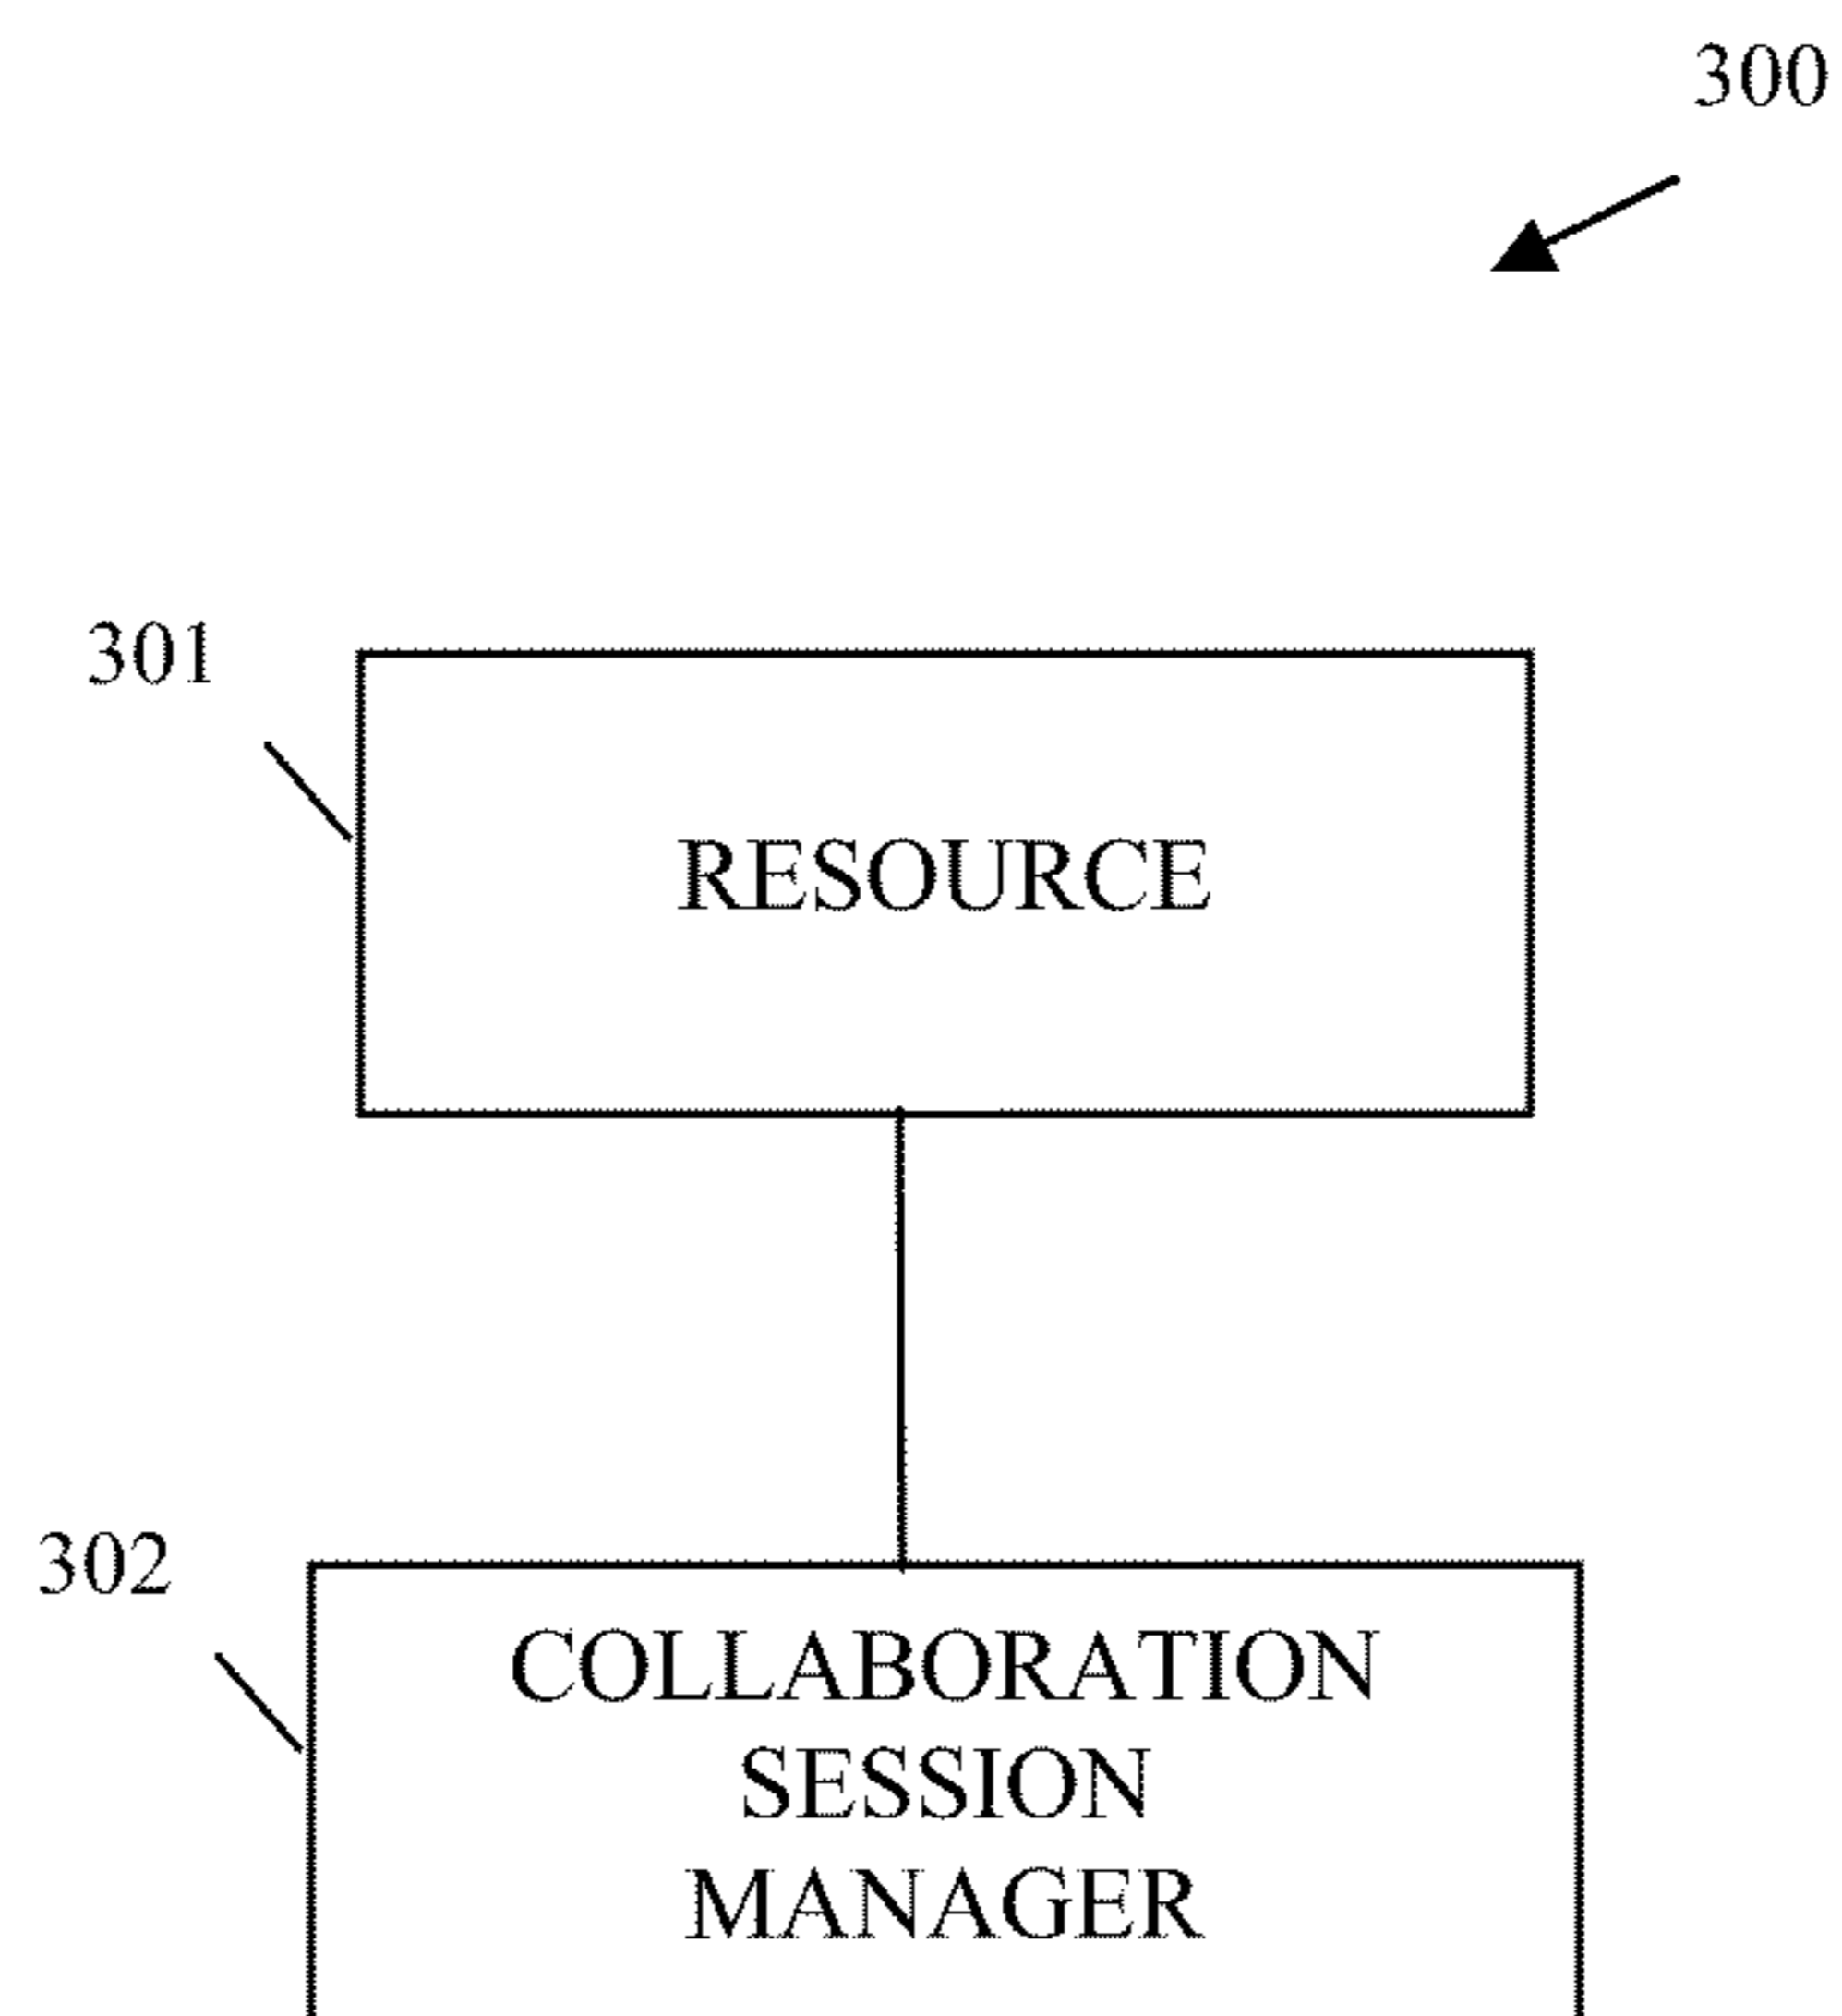 300
301
RESOURCE
302
COLLABORATION
SESSION
MANAGER